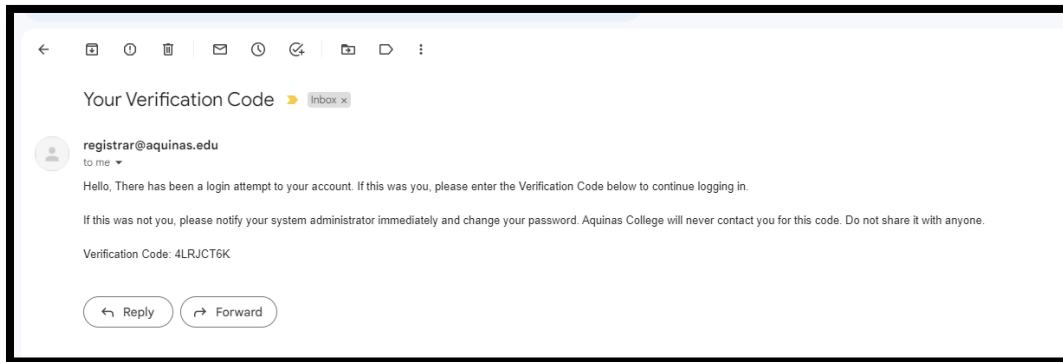 Your Verification Code Inbox x
registrar@aquinas.edu
to me
Hello, There has been a login attempt to your account. If this was you, please enter the Verification Code below to continue logging in.
If this was not you, please notify your system administrator immediately and change your password. Aquinas College will never contact you for this code. Do not share it with anyone.
Verification Code: 4LRJCT6K
Reply Forward